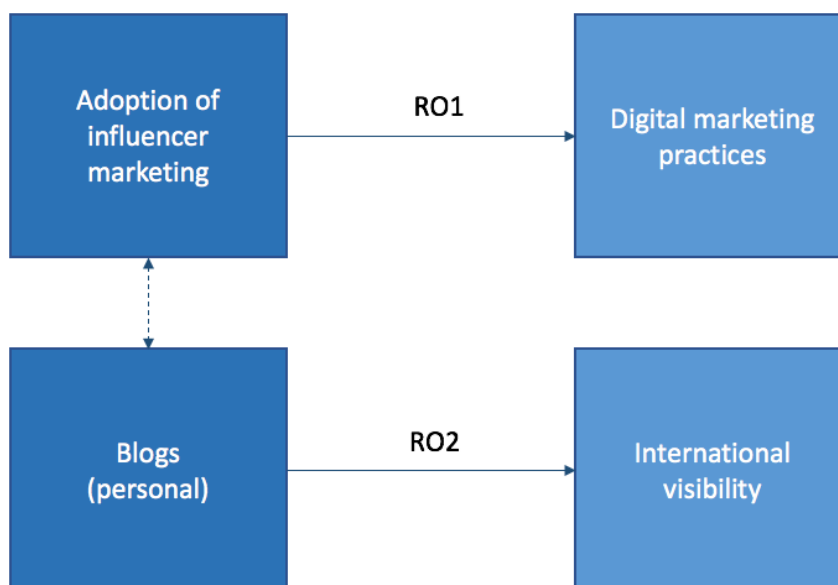 Adoption of
influencer
marketing
RO1
Digital marketing
practices
Blogs
(personal)
RO2
International
visibility